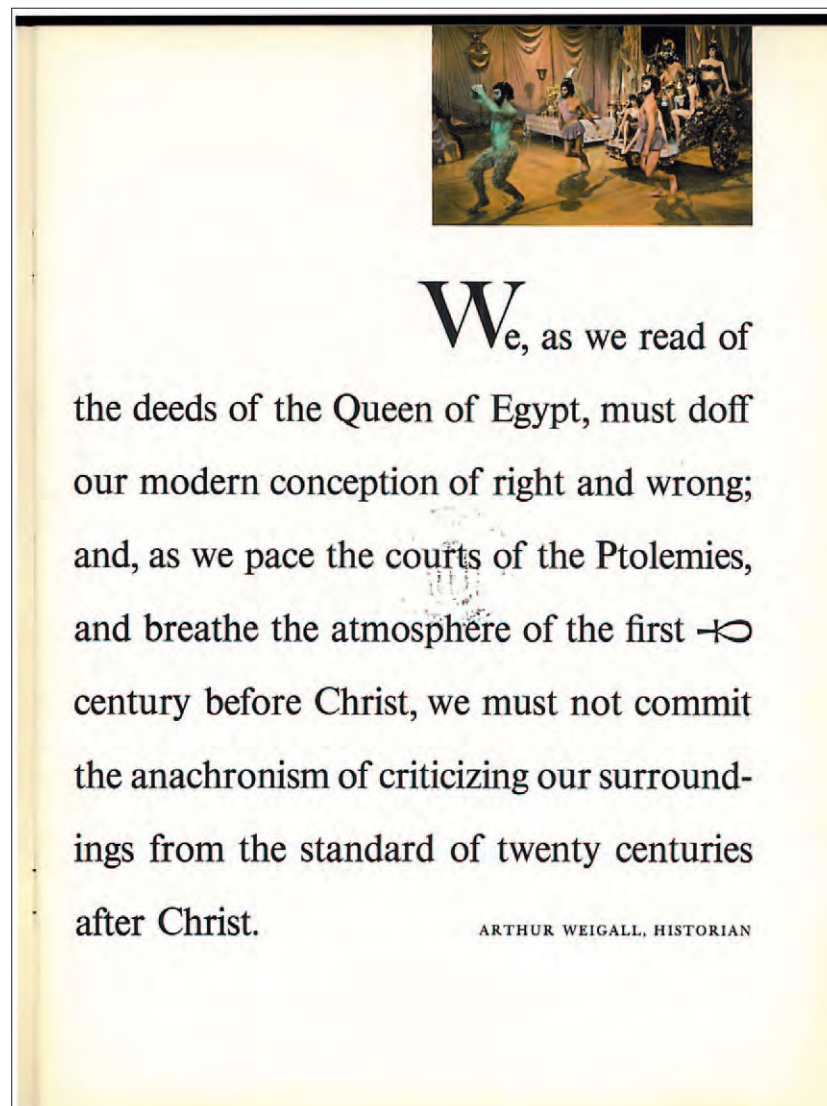 We, as we read of
the deeds of the Queen of Egypt, must doff
our modern conception of right and wrong;
and, as we pace the courts of the Ptolemies,
and breathe the atmosphere of the first
century before Christ, we must not commit
the anachronism of criticizing our surround-
ings from the standard of twenty centuries
after Christ.
ARTHUR WEIGALL, HISTORIAN